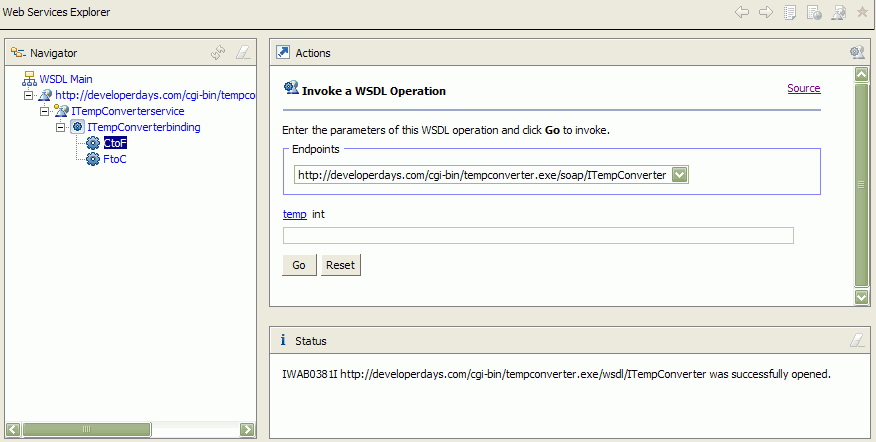 Web Services Explorer
Navigator
WSDL Main
http://developerdays.com/cgi-bin/tempco
ITempConverterservice
ITempConverterbinding
CtoF
FtoC
Actions
Invoke a WSDL Operation
Source
Enter the parameters of this WSDL operation and click Go to invoke.
Endpoints
http://developerdays.com/cgi-bin/tempconverter.exe/soap/ITempConverter
temp int
Go Reset
i Status
IWAB0381I http://developerdays.com/cgi-bin/tempconverter.exe/wsdl/ITempConverter was successfully opened.